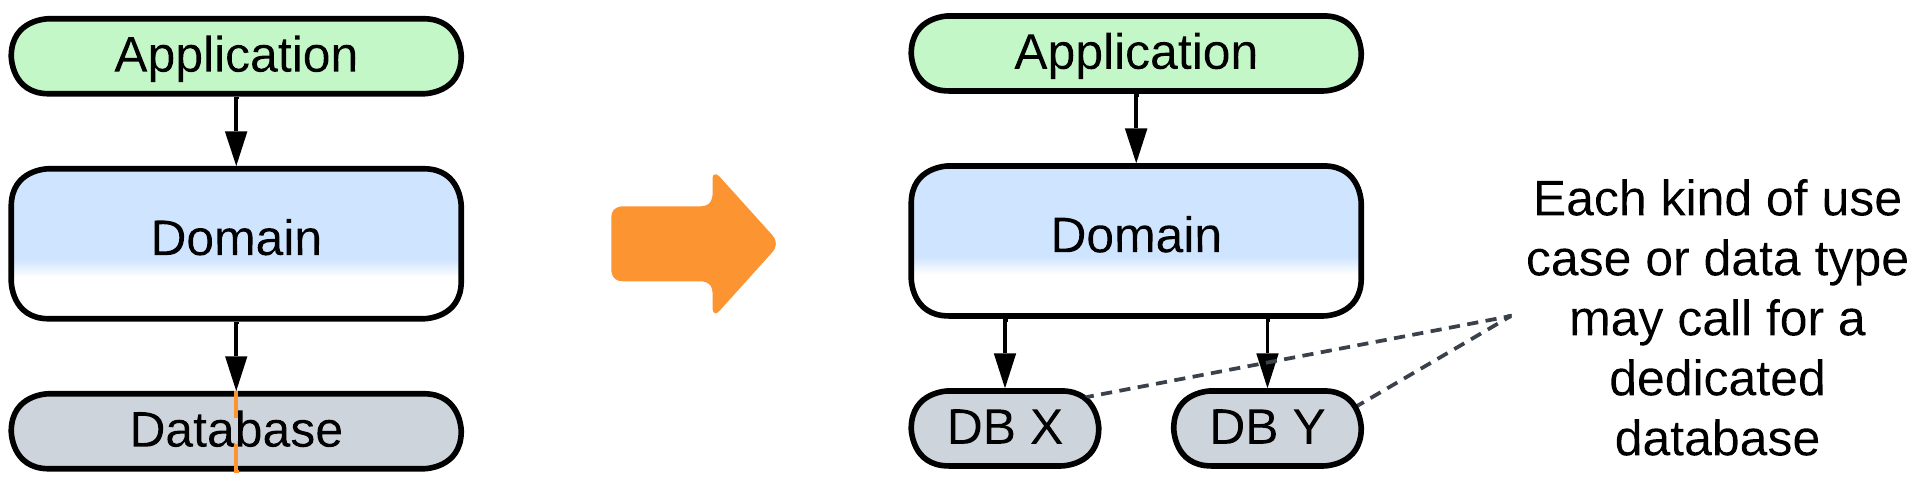 Application
Domain
Database
Application
Domain
DB X
DB Y
Each kind of use
case or data type
may call for a
dedicated
database